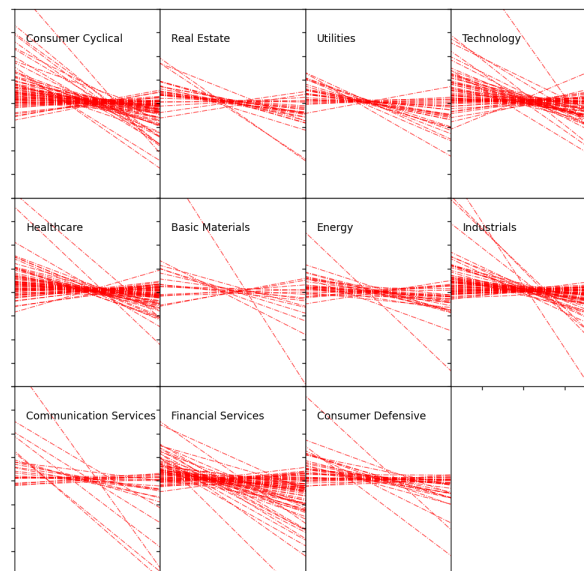 Consumer Cyclical
Real Estate
Utilities
Technology
Healthcare
Basic Materials
Energy
Industrials
Communication Services
Financial Services
Consumer Defensive